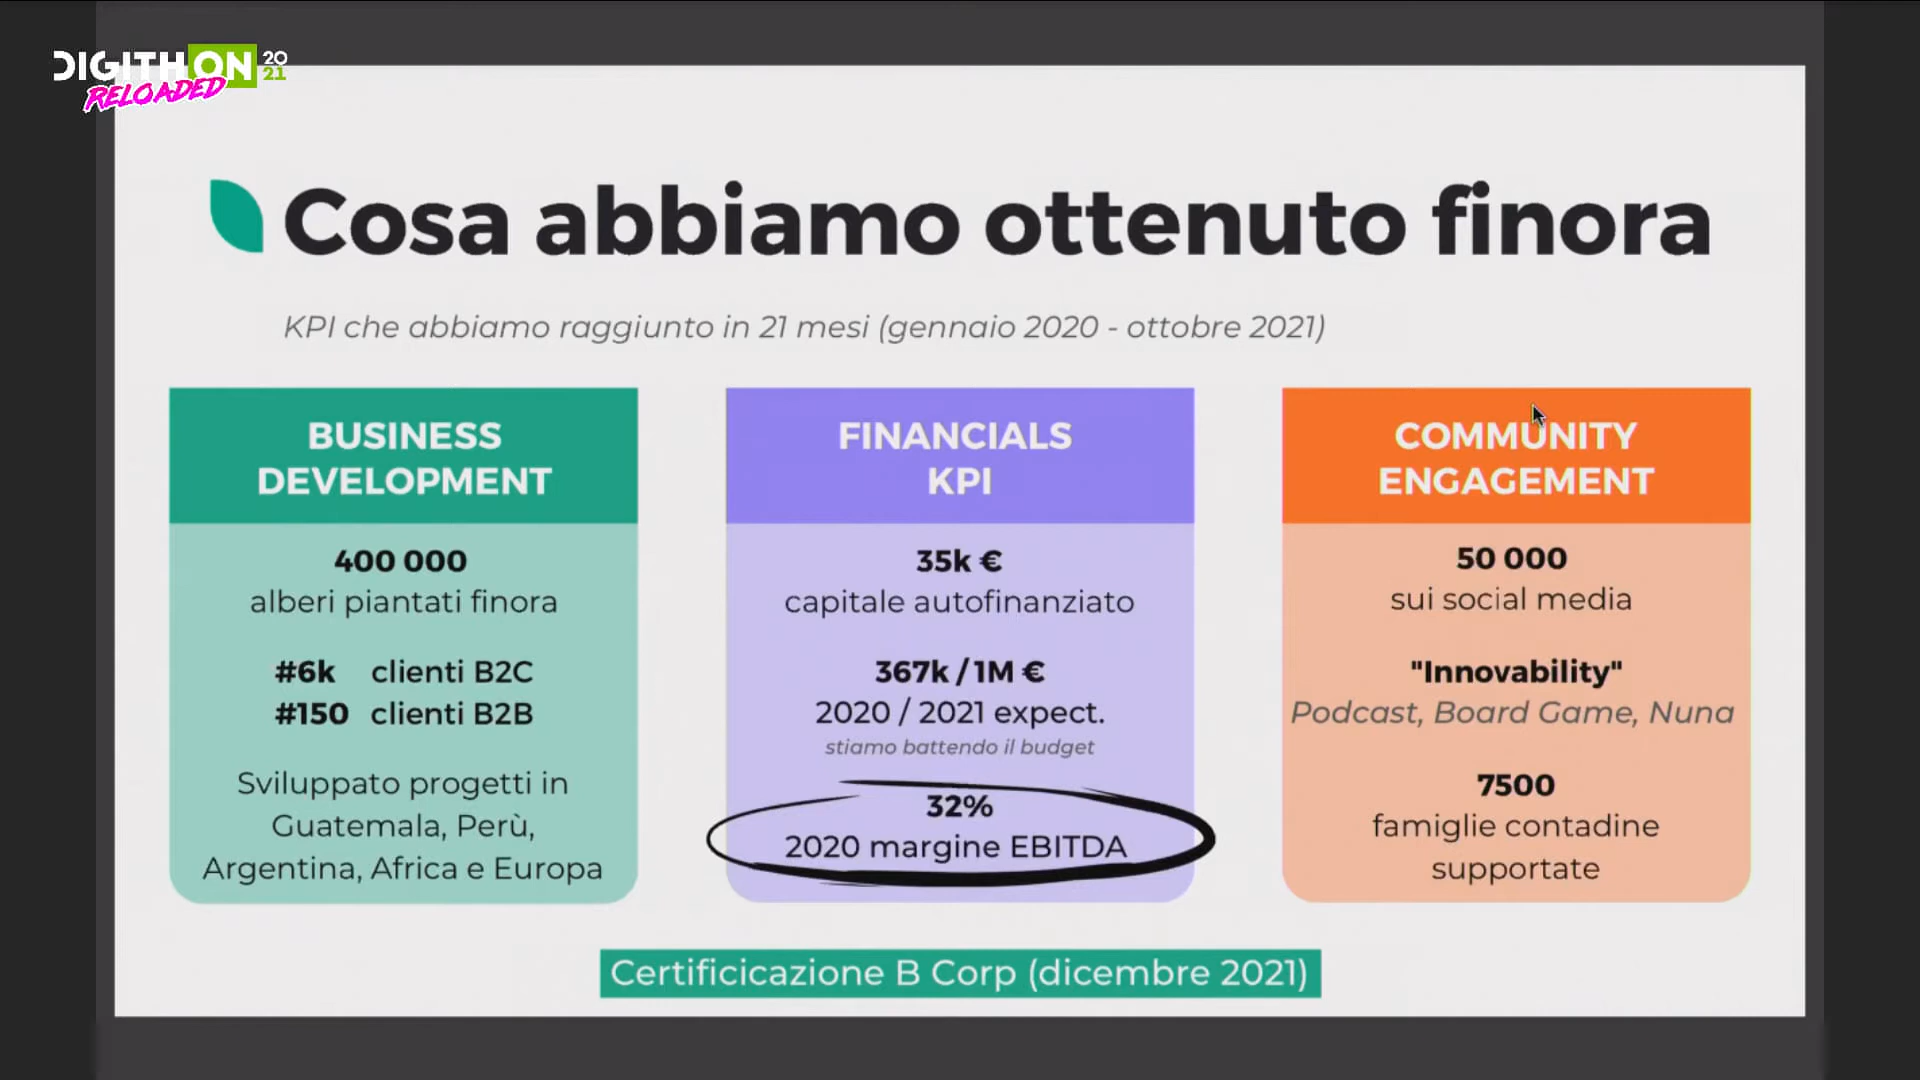 DIGITHON 20
21
RELOADED
Cosa abbiamo ottenuto finora
KPI che abbiamo raggiunto in 21 mesi (gennaio 2020 - ottobre 2021)
BUSINESS
DEVELOPMENT
400 000
alberi piantati finora
#6k clienti B2C
#150 clienti B2B
Sviluppato progetti in
Guatemala, Perù,
Argentina, Africa e Europa
FINANCIALS
KPI
35k €
capitale autofinanziato
367k / 1M €
2020 / 2021 expect.
stiamo battendo il budget
32%
2020 margine EBITDA
COMMUNITY
ENGAGEMENT
50 000
sui social media
"Innovability"
Podcast, Board Game, Nuna
7500
famiglie contadine
supportate
Certificicazione B Corp (dicembre 2021)